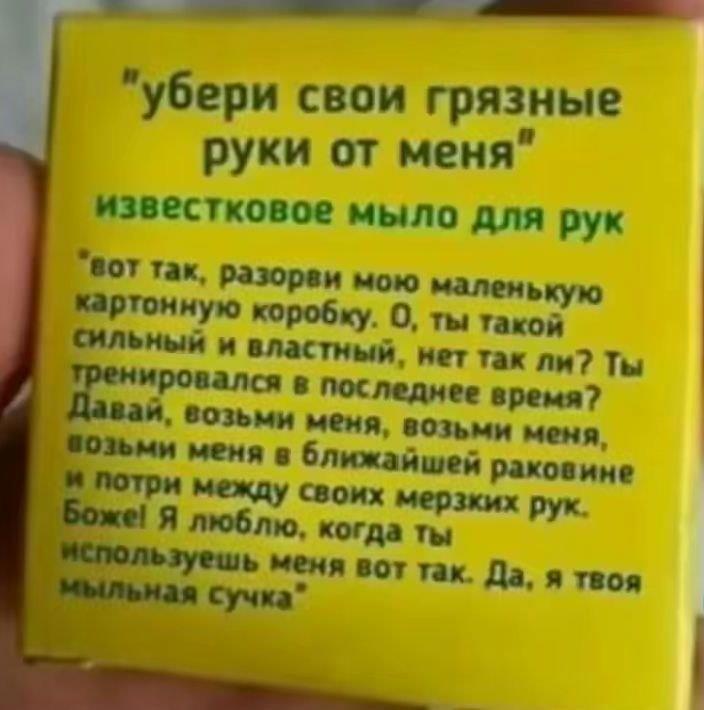 "убери свои грязные
руки от меня"
известковое мыло для рук
"вот так, разорви мою маленькую
картонную коробку. О, ты такой
сильный и властный, нет так ли? Ты
тренировался в последнее время?
Давай, возьми меня, возьми меня,
возьми меня в ближайшей раковине
и потри между своих мерзких рук.
Боже! Я люблю, когда ты
используешь меня вот так. Да, я твоя
мыльная сучка"